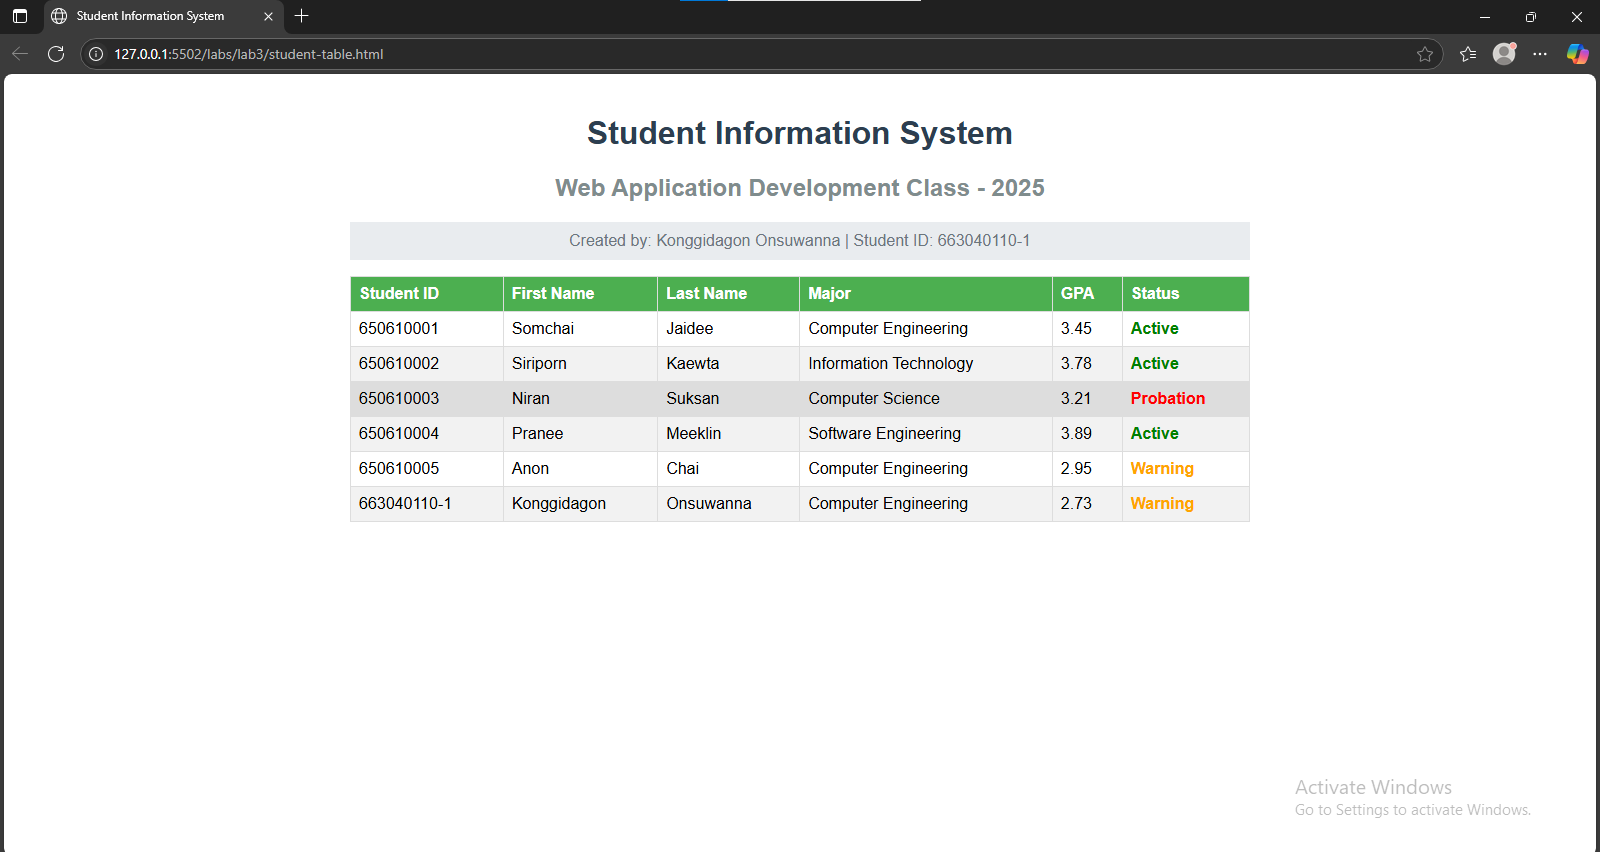 Student Information System
127.0.0.1:5502/labs/lab3/student-table.html
Student Information System
Web Application Development Class - 2025
Created by: Konggidagon Onsuwanna | Student ID: 663040110-1
Student ID First Name Last Name Major GPA Status
650610001 Somchai Jaidee Computer Engineering 3.45 Active
650610002 Siriporn Kaewta Information Technology 3.78 Active
650610003 Niran Suksan Computer Science 3.21 Probation
650610004 Pranee Meeklin Software Engineering 3.89 Active
650610005 Anon Chai Computer Engineering 2.95 Warning
663040110-1 Konggidagon Onsuwanna Computer Engineering 2.73 Warning
Activate Windows
Go to Settings to activate Windows.